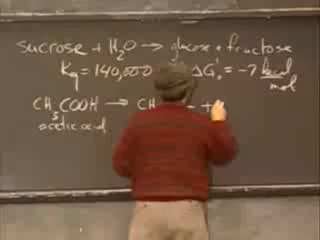 sucrose + H₂O → glucose + fructose
Keq = 140,000 ΔG°' = -7 kcal/mol
CH₃COOH ⇌ CH +
acetic acid